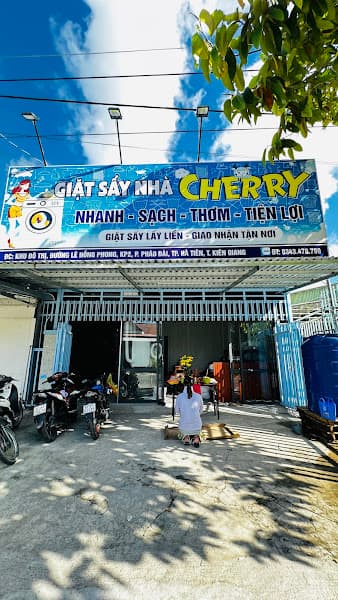 GIẶT SẤY NHÀ CHERRY
NHANH - SẠCH - THƠM - TIỆN LỢI
GIẶT SẤY LẤY LIỀN - GIAO NHẬN TẬN NƠI
ĐC: KHU ĐÔ THỊ, ĐƯỜNG LÊ HỒNG PHONG, KP2, P. PHÁO ĐÀI, TP. HÀ TIÊN, T. KIÊN GIANG ĐT: 0343.478.799